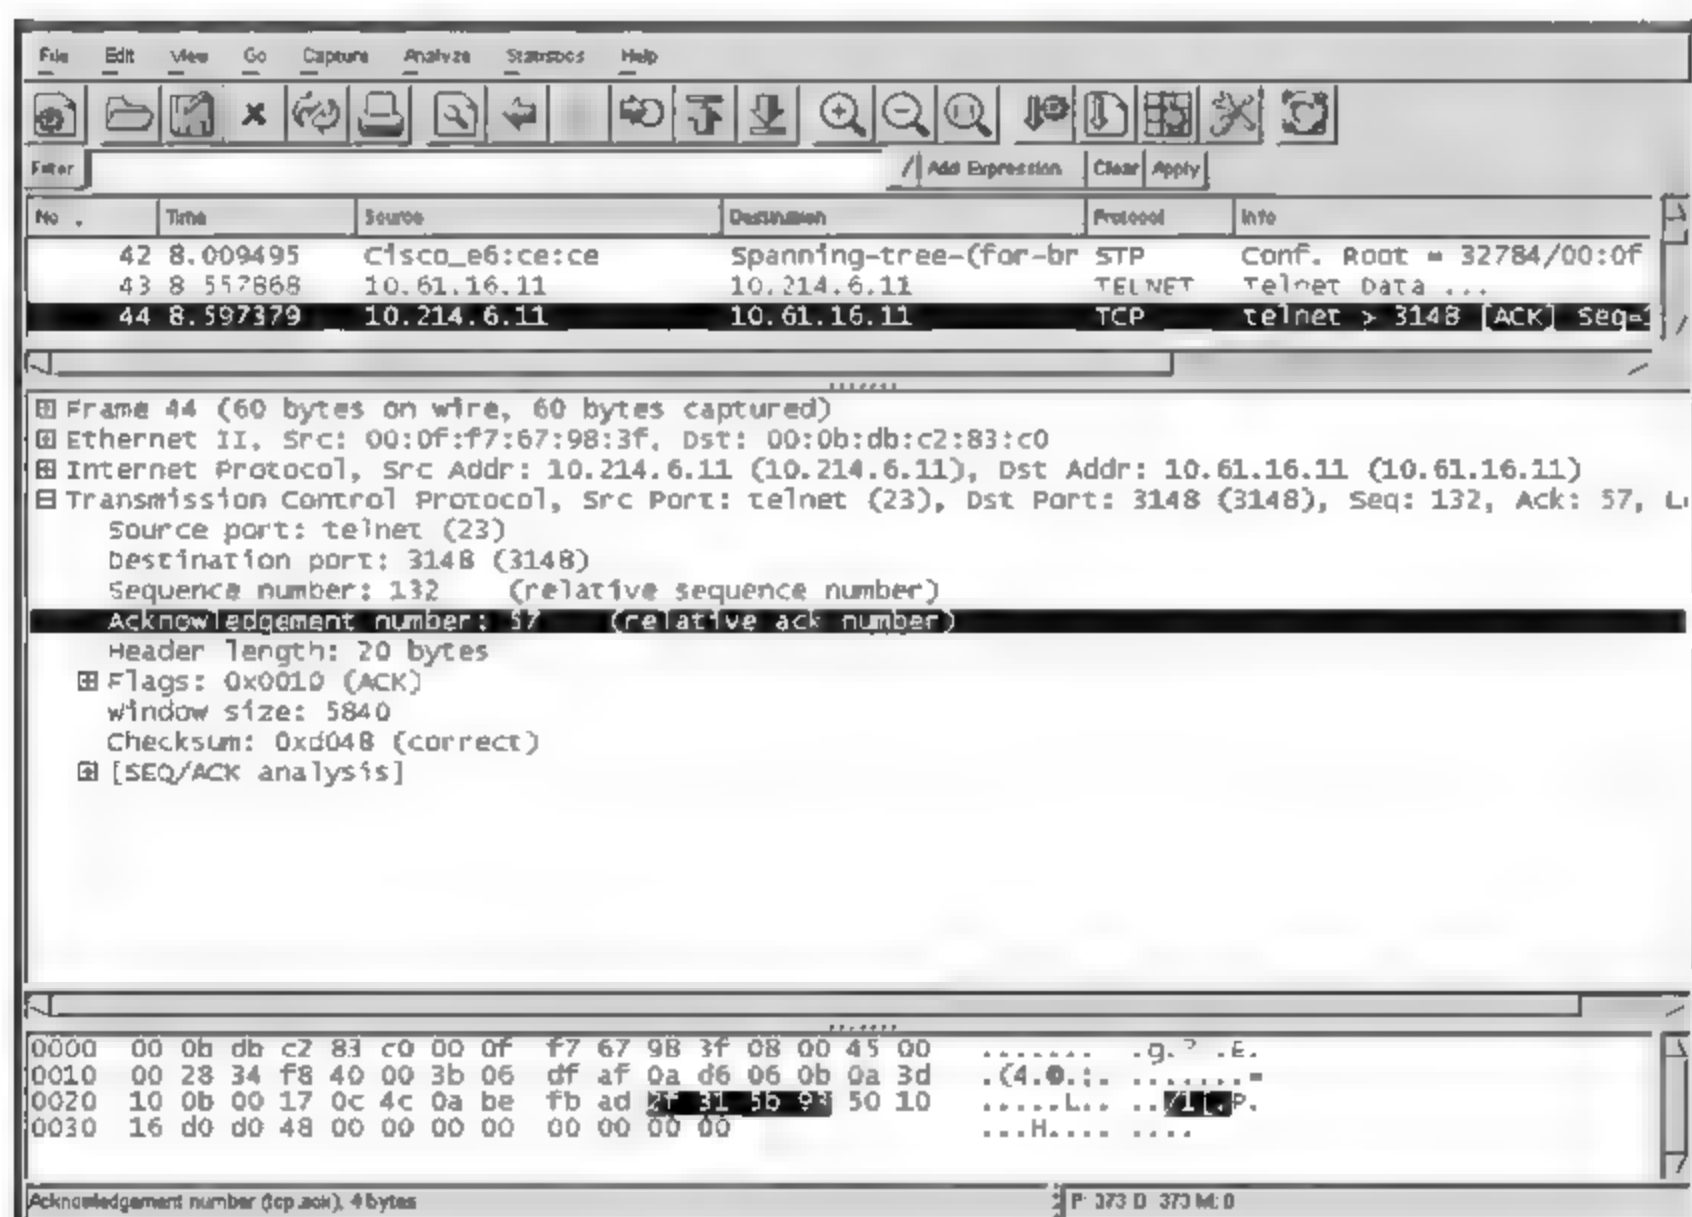 File Edit View Go Capture Analyze Statistics Help
Filter Add Expression Clear Apply
No . Time Source Destination Protocol Info
42 8.009495 Cisco_e6:ce:ce Spanning-tree-(for-br STP Conf. Root = 32784/00:0f
43 8.557868 10.61.16.11 10.214.6.11 TELNET Telnet Data ...
44 8.597379 10.214.6.11 10.61.16.11 TCP telnet > 3148 [ACK] Seq=1
Frame 44 (60 bytes on wire, 60 bytes captured)
Ethernet II, Src: 00:0f:f7:67:98:3f, Dst: 00:0b:db:c2:83:c0
Internet Protocol, Src Addr: 10.214.6.11 (10.214.6.11), Dst Addr: 10.61.16.11 (10.61.16.11)
Transmission Control Protocol, Src Port: telnet (23), Dst Port: 3148 (3148), Seq: 132, Ack: 57, L
Source port: telnet (23)
Destination port: 3148 (3148)
Sequence number: 132 (relative sequence number)
Acknowledgement number: 57 (relative ack number)
Header length: 20 bytes
Flags: 0x0010 (ACK)
Window size: 5840
Checksum: 0xd048 (correct)
[SEQ/ACK analysis]
0000 00 0b db c2 83 c0 00 0f f7 67 98 3f 08 00 45 00 ....... .g.? .E.
0010 00 28 34 f8 40 00 3b 06 df af 0a d6 06 0b 0a 3d .(4.@.;. .......=
0020 10 0b 00 17 0c 4c 0a be fb ad 2f 31 5b 93 50 10 .....L.. ../1[.P.
0030 16 d0 d0 48 00 00 00 00 00 00 00 00 ...H.... ....
Acknowledgement number (tcp.ack), 4 bytes P: 373 D: 373 M: 0